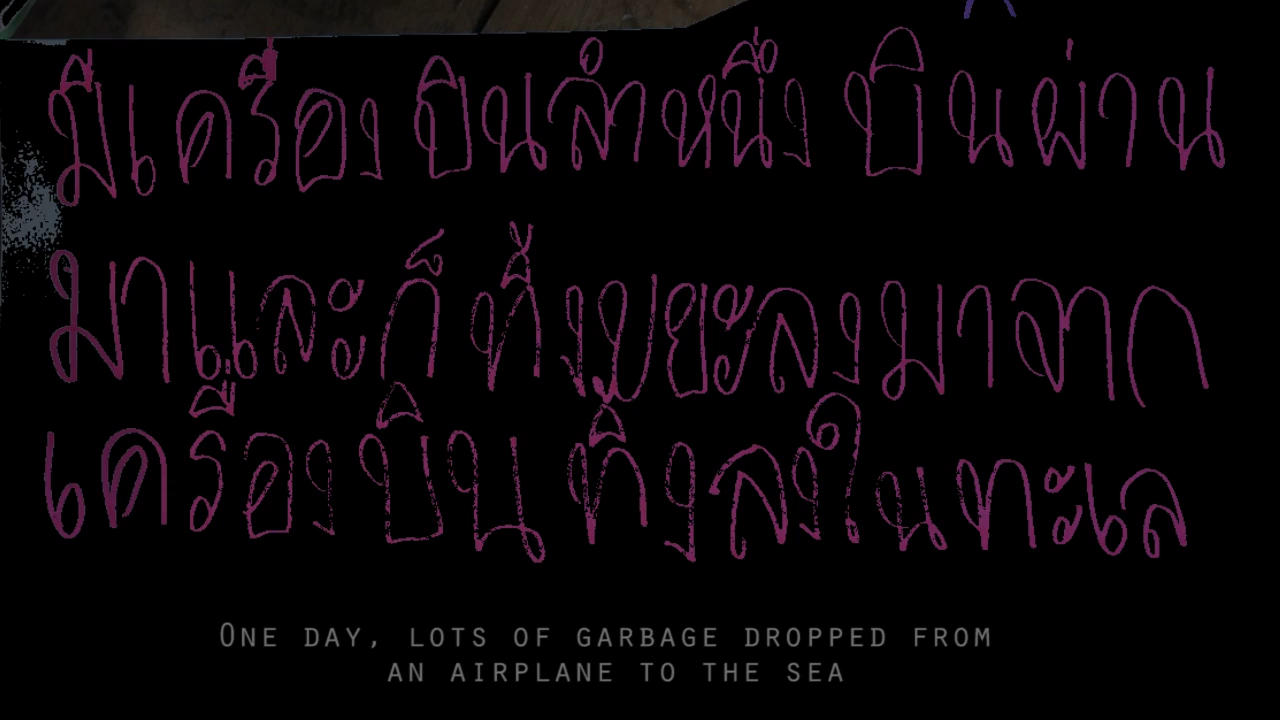 มีเครื่องบินลำหนึ่งบินผ่าน
มาและก็ทิ้งขยะลงมาจาก
เครื่องบินทิ้งลงในทะเล
ONE DAY, LOTS OF GARBAGE DROPPED FROM
AN AIRPLANE TO THE SEA